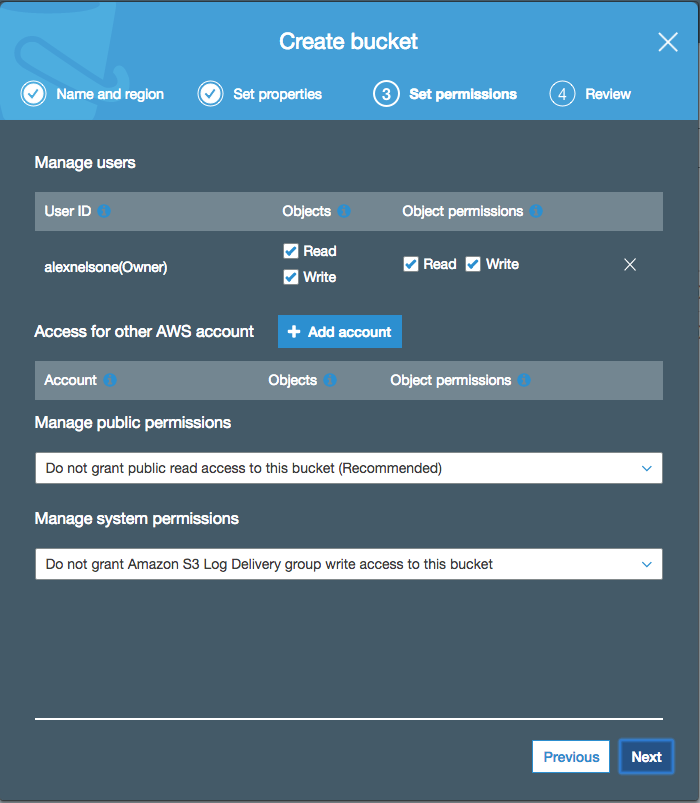 Create bucket
Name and region Set properties 3 Set permissions 4 Review
Manage users
User ID Objects Object permissions
alexnelsone(Owner) Read Read Write
Write
Access for other AWS account + Add account
Account Objects Object permissions
Manage public permissions
Do not grant public read access to this bucket (Recommended)
Manage system permissions
Do not grant Amazon S3 Log Delivery group write access to this bucket
Previous Next